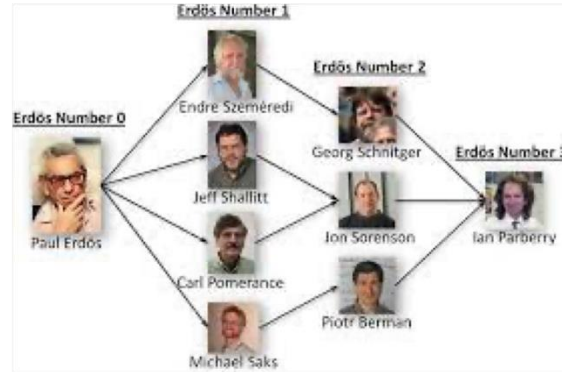 Erdös Number 1
Endre Szeméredi
Erdös Number 2
Georg Schnitger
Erdös Number 0
Paul Erdös
Jeff Shallitt
Erdös Number 3
Ian Parberry
Jon Sorenson
Carl Pomerance
Piotr Berman
Michael Saks